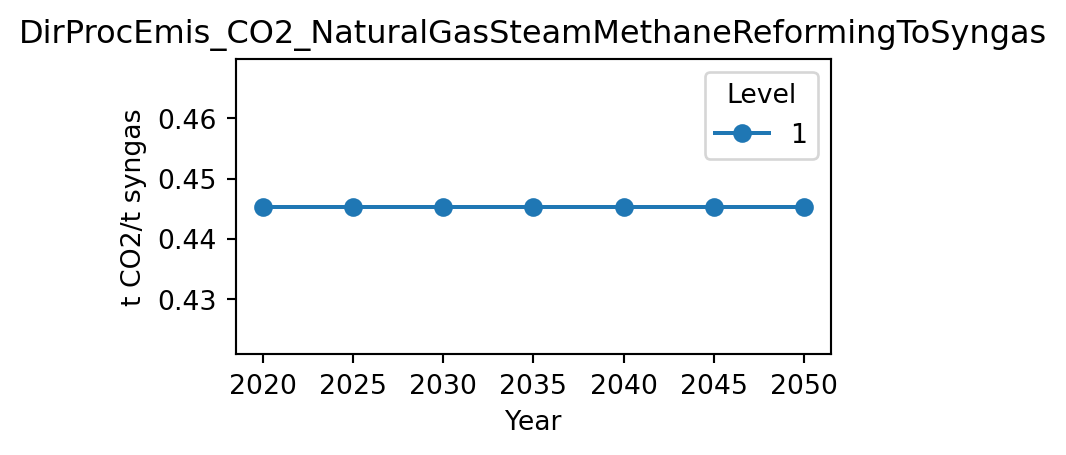 DirProcEmis_CO2_NaturalGasSteamMethaneReformingToSyngas
t CO2/t syngas
0.46
0.45
0.44
0.43
Level
1
2020 2025 2030 2035 2040 2045 2050
Year